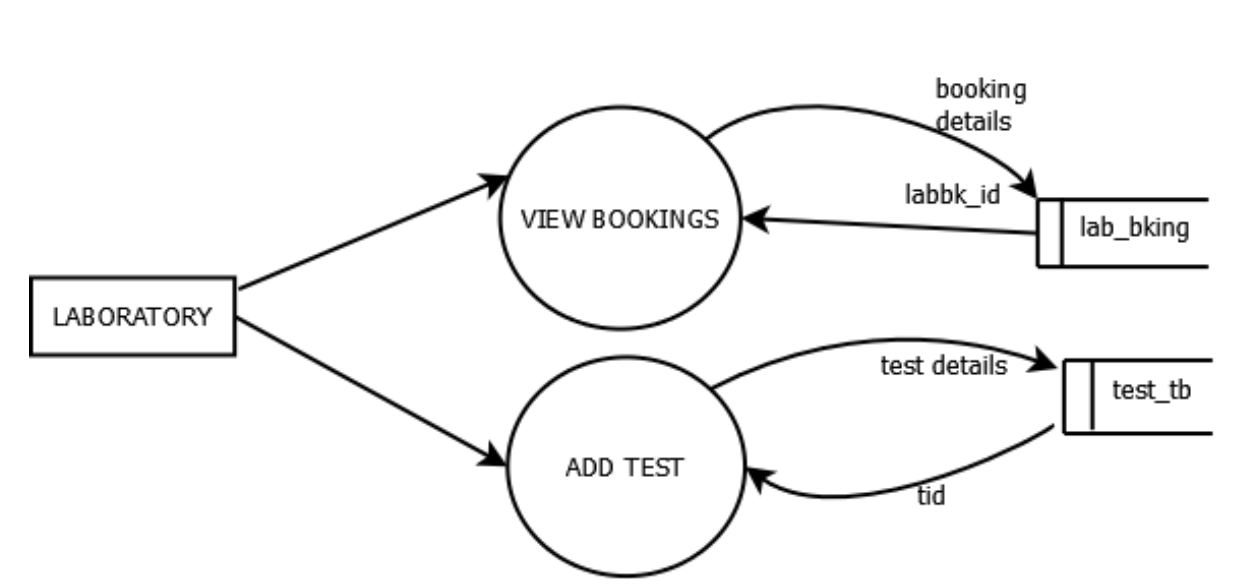 booking
details
labbk_id
VIEW BOOKINGS
lab_bking
LABORATORY
test details
test_tb
ADD TEST
tid